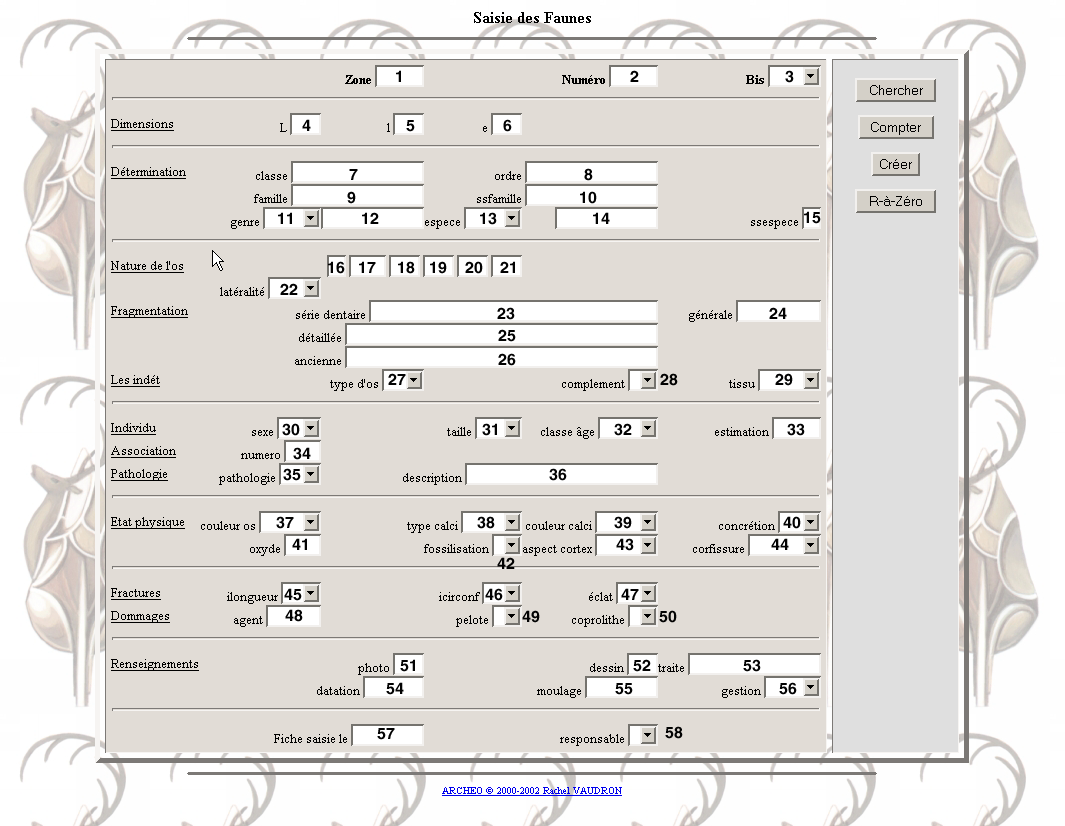 Saisie des Faunes
Zone 1 Numéro 2 Bis 3
Chercher
Compter
Créer
R-à-Zéro
Dimensions L 4 l 5 e 6
Détermination classe 7 ordre 8
famille 9 ssfamille 10
genre 11 12 espece 13 14 ssespece 15
Nature de l'os 16 17 18 19 20 21
latéralité 22
Fragmentation série dentaire 23 générale 24
détaillée 25
ancienne 26
Les indét type d'os 27 complement 28 tissu 29
Individu sexe 30 taille 31 classe âge 32 estimation 33
Association numero 34
Pathologie pathologie 35 description 36
Etat physique couleur os 37 type calci 38 couleur calci 39 concrétion 40
oxyde 41 fossilisation 42 aspect cortex 43 corfissure 44
Fractures ilongueur 45 icirconf 46 éclat 47
Dommages agent 48 pelote 49 coprolithe 50
Renseignements photo 51 dessin 52 traite 53
datation 54 moulage 55 gestion 56
Fiche saisie le 57 responsable 58
ARCHEO © 2000-2002 Rachel VAUDRON